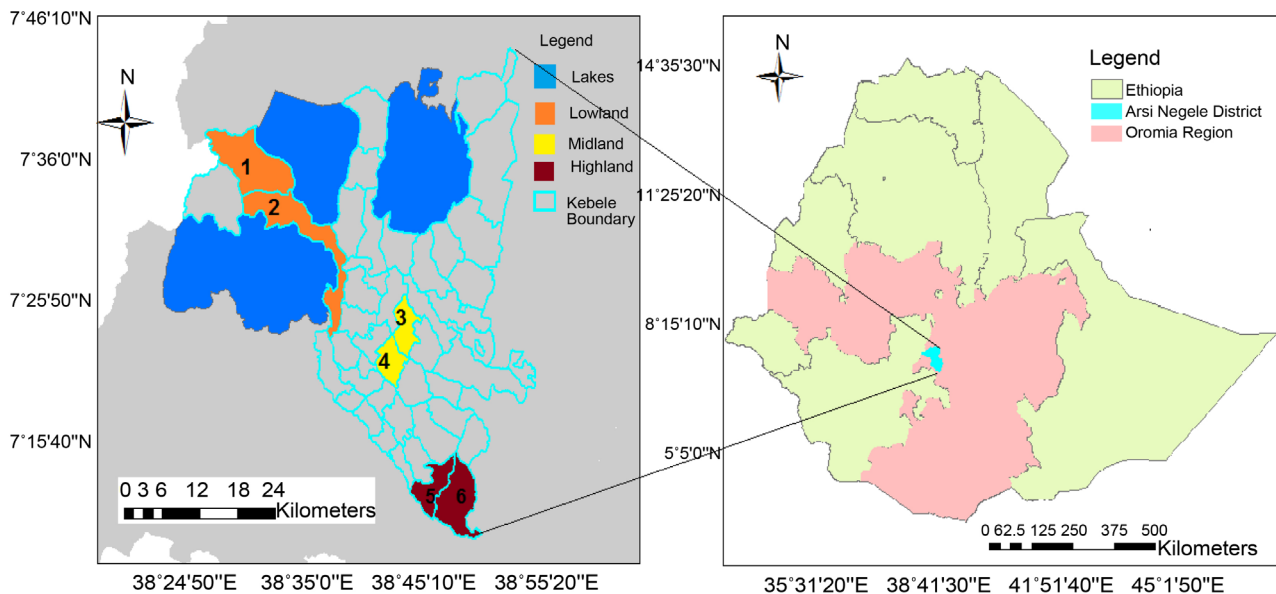 7°46'10"N
7°36'0"N
7°25'50"N
7°15'40"N
N
Legend
Lakes
Lowland
Midland
Highland
Kebele
Boundary
1
2
3
4
5
6
0 3 6 12 18 24
Kilometers
38°24'50"E 38°35'0"E 38°45'10"E 38°55'20"E
14°35'30"N
11°25'20"N
8°15'10"N
5°5'0"N
N
Legend
Ethiopia
Arsi Negele District
Oromia Region
0 62.5 125 250 375 500
Kilometers
35°31'20"E 38°41'30"E 41°51'40"E 45°1'50"E